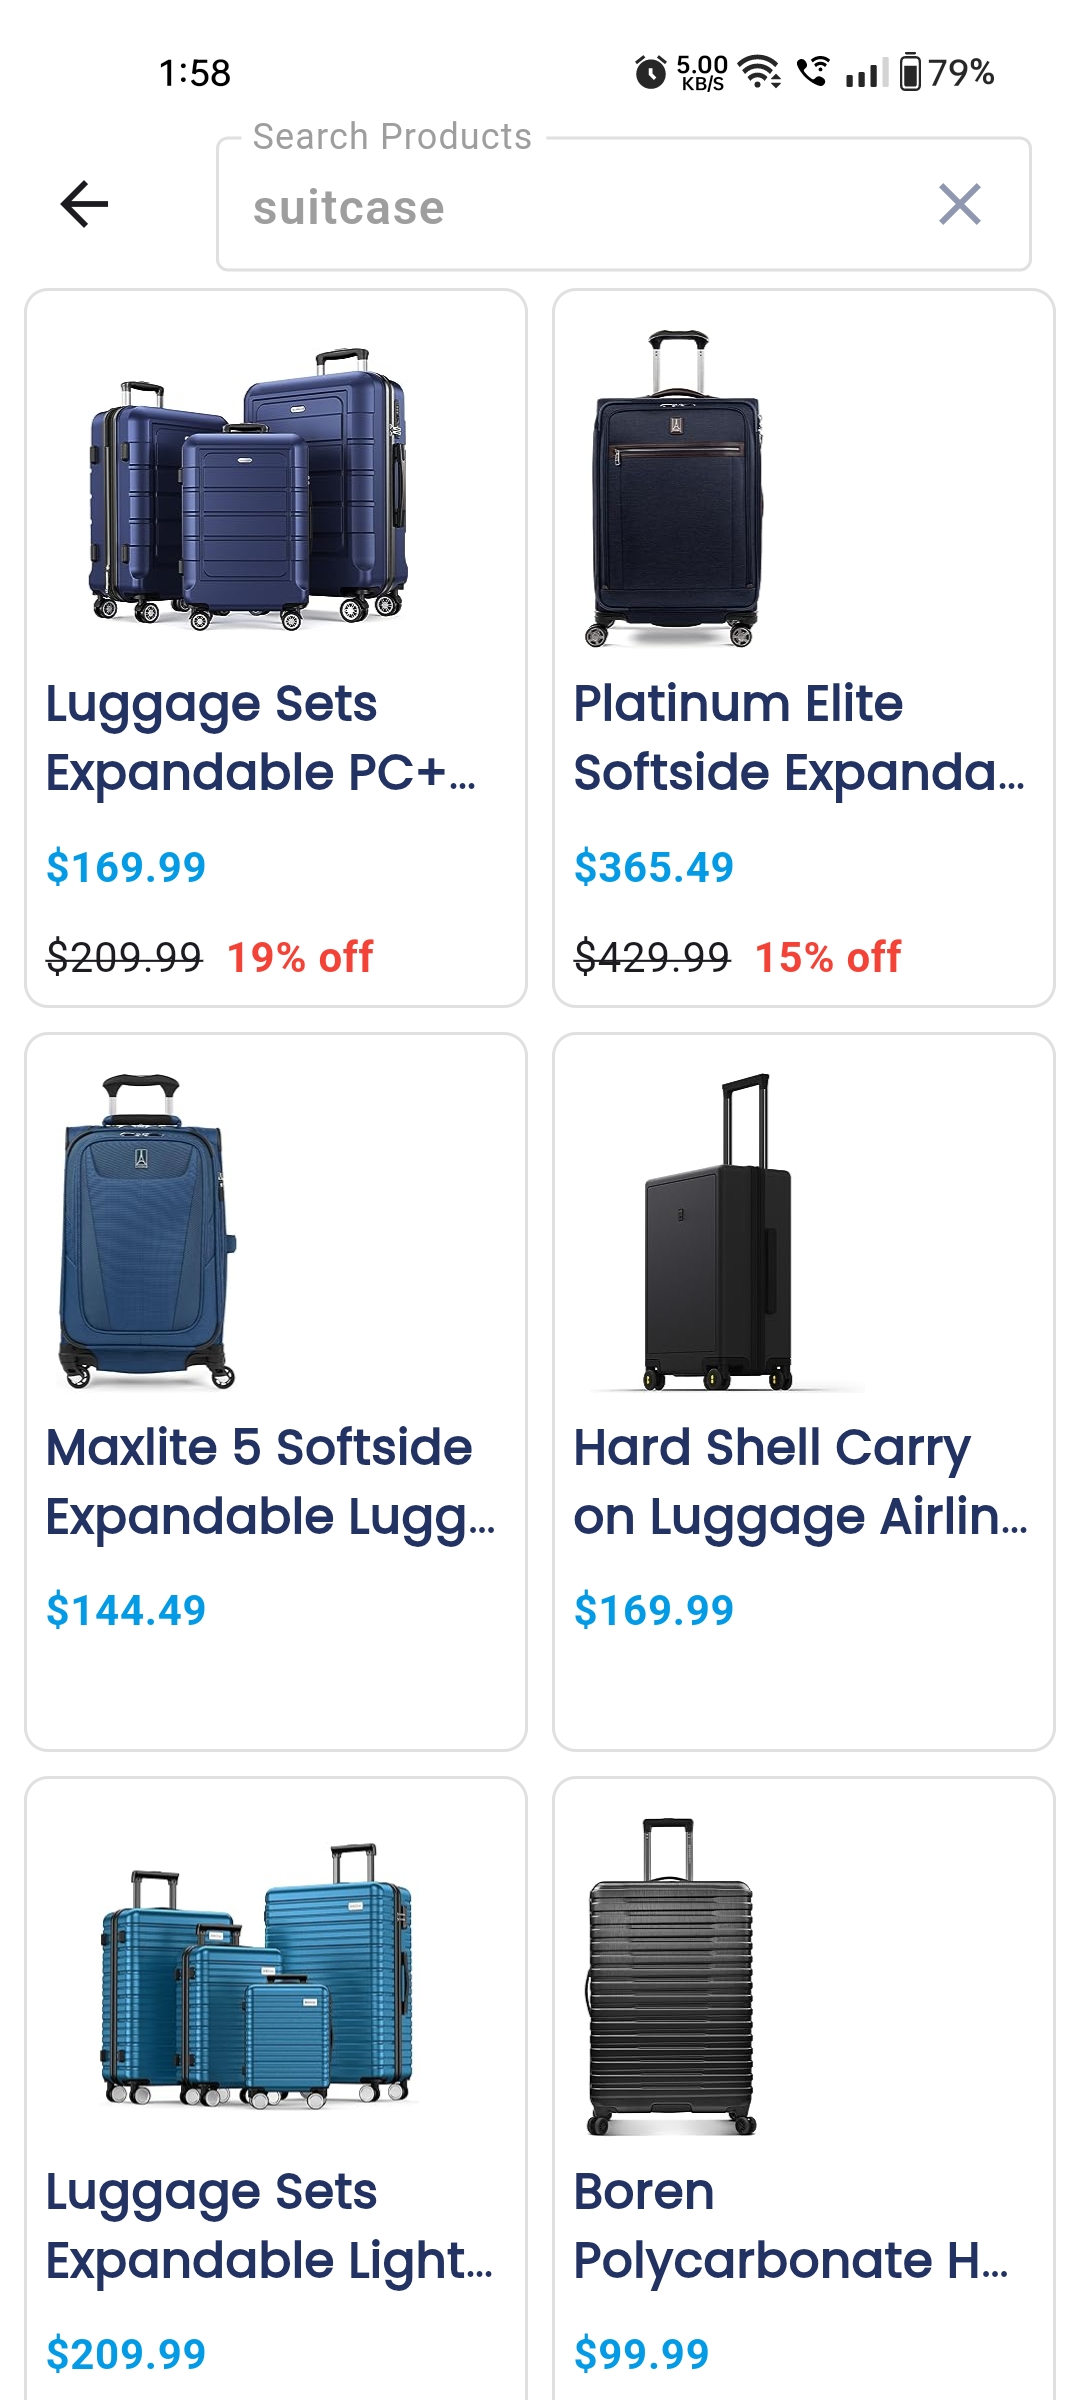 1:58
5.00
KB/S
79%
Search Products
suitcase
Luggage Sets
Expandable PC+...
$169.99
$209.99 19% off
Platinum Elite
Softside Expanda...
$365.49
$429.99 15% off
Maxlite 5 Softside
Expandable Lugg...
$144.49
Hard Shell Carry
on Luggage Airlin...
$169.99
Luggage Sets
Expandable Light...
$209.99
Boren
Polycarbonate H...
$99.99